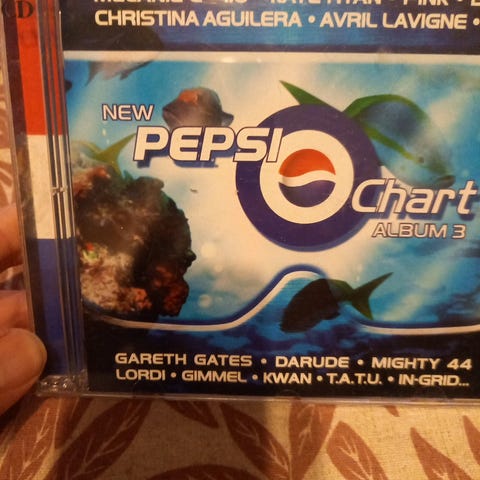 CD
CHRISTINA AGUILERA • AVRIL LAVIGNE •
NEW
PEPSI
Chart
ALBUM 3
GARETH GATES • DARUDE • MIGHTY 44
LORDI • GIMMEL • KWAN • T.A.T.U. • IN-GRID...